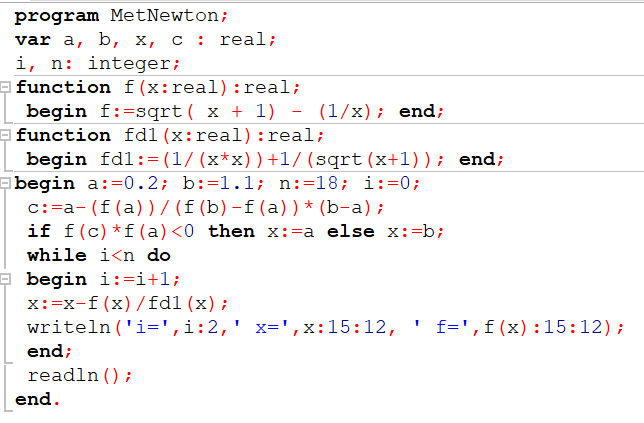 program MetNewton;
var a, b, x, c : real;
i, n: integer;
function f(x:real):real;
begin f:=sqrt( x + 1) - (1/x); end;
function fd1(x:real):real;
begin fd1:=(1/(x*x))+1/(sqrt(x+1)); end;
begin a:=0.2; b:=1.1; n:=18; i:=0;
c:=a-(f(a))/(f(b)-f(a))*(b-a);
if f(c)*f(a)<0 then x:=a else x:=b;
while i<n do
begin i:=i+1;
x:=x-f(x)/fd1(x);
writeln('i=',i:2,' x=',x:15:12, ' f=',f(x):15:12);
end;
readln();
end.